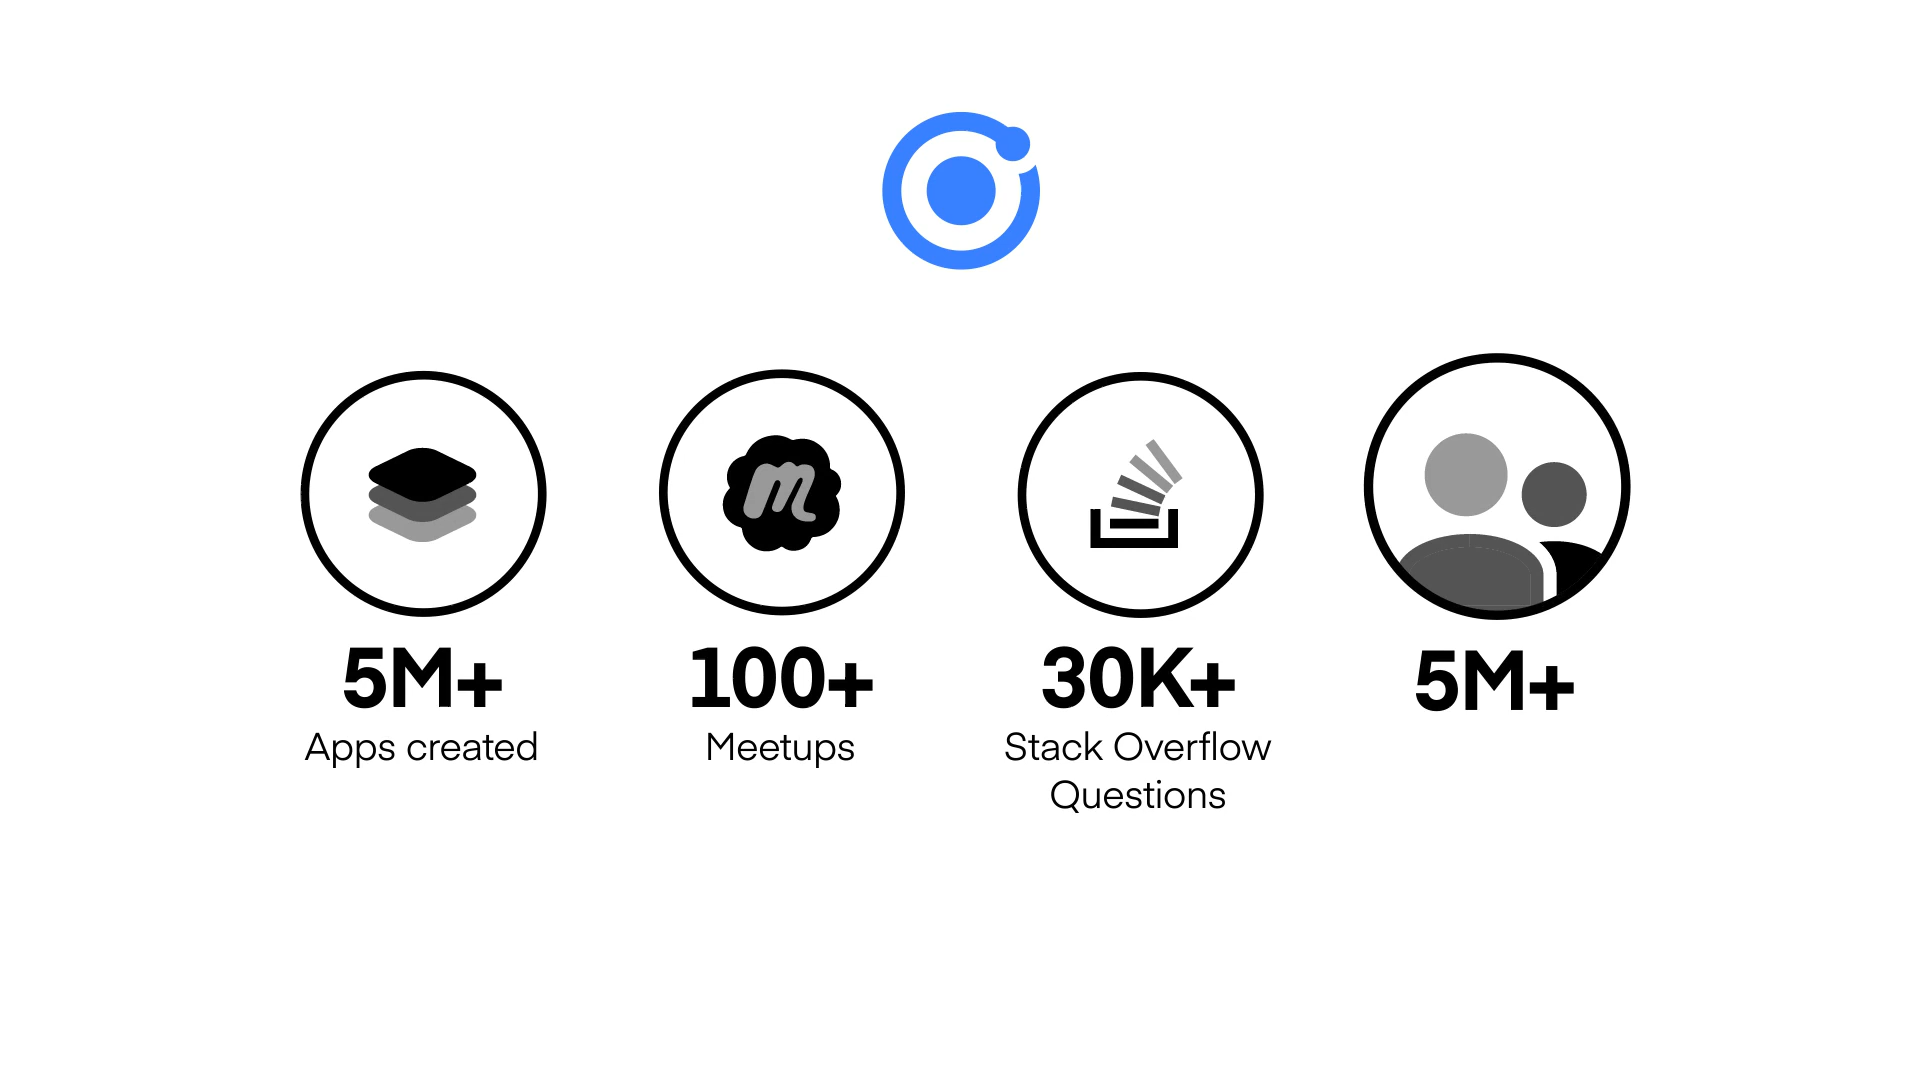 5M+
Apps created
100+
Meetups
30K+
Stack Overflow
Questions
5M+